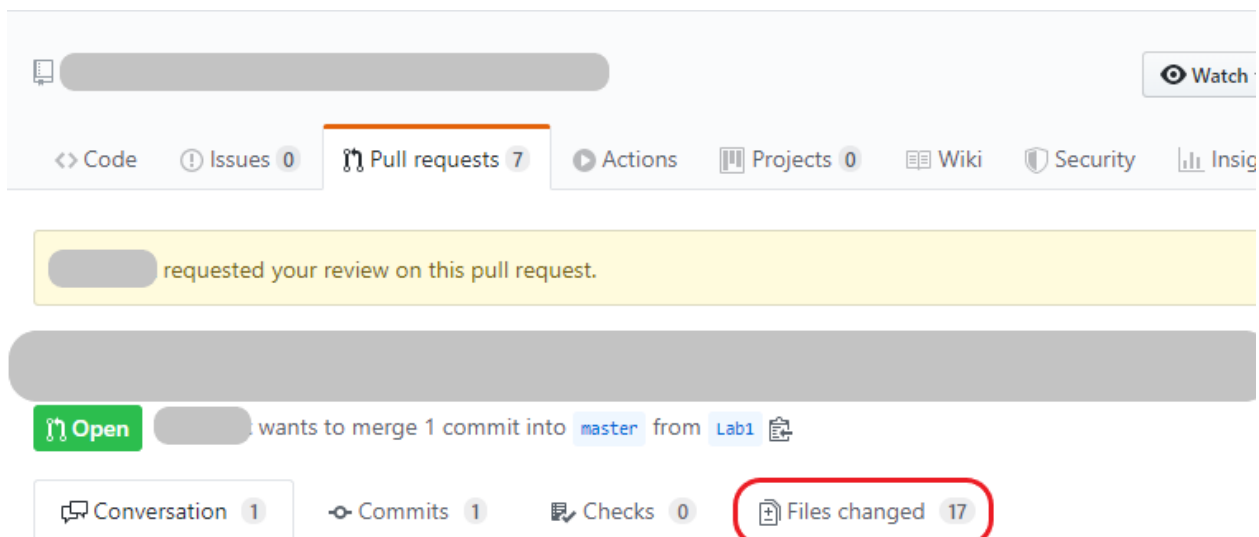 Watch
Code Issues 0 Pull requests 7 Actions Projects 0 Wiki Security Insig
requested your review on this pull request.
Open wants to merge 1 commit into master from Lab1
Conversation 1 Commits 1 Checks 0 Files changed 17